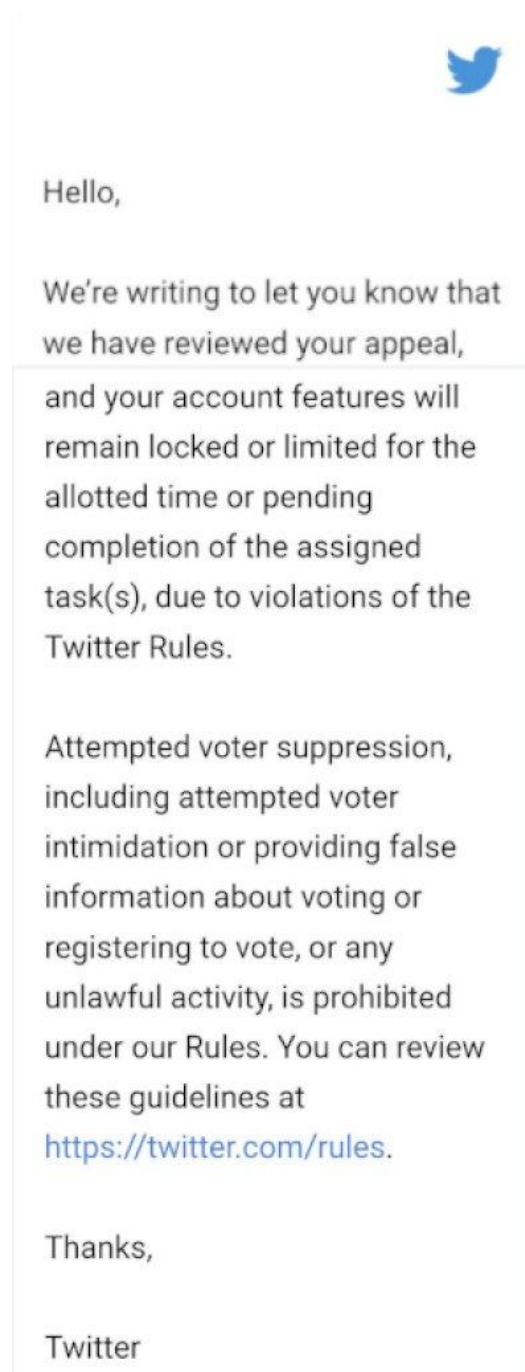 Hello,
We're writing to let you know that
we have reviewed your appeal,
and your account features will
remain locked or limited for the
allotted time or pending
completion of the assigned
task(s), due to violations of the
Twitter Rules.
Attempted voter suppression,
including attempted voter
intimidation or providing false
information about voting or
registering to vote, or any
unlawful activity, is prohibited
under our Rules. You can review
these guidelines at
https://twitter.com/rules.
Thanks,
Twitter